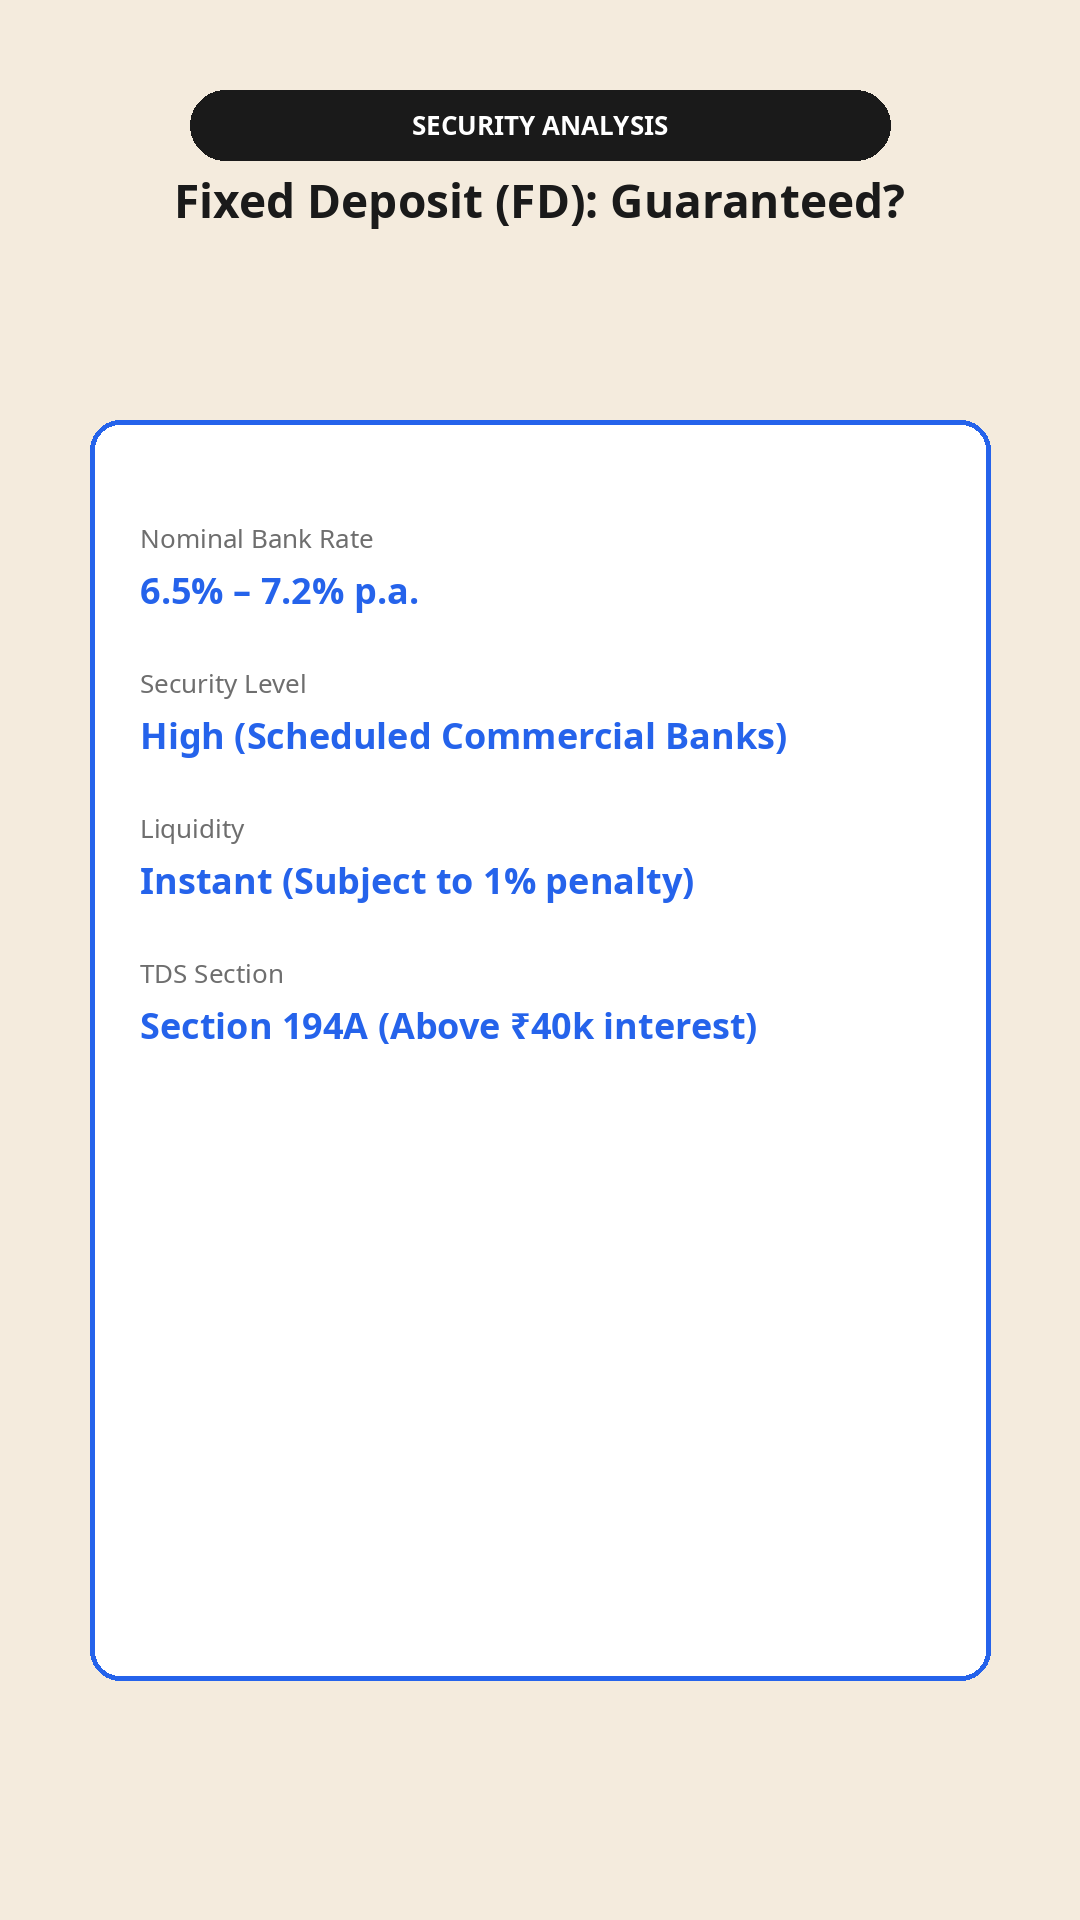 SECURITY ANALYSIS
Fixed Deposit (FD): Guaranteed?
Nominal Bank Rate
6.5% – 7.2% p.a.
Security Level
High (Scheduled Commercial Banks)
Liquidity
Instant (Subject to 1% penalty)
TDS Section
Section 194A (Above ₹40k interest)